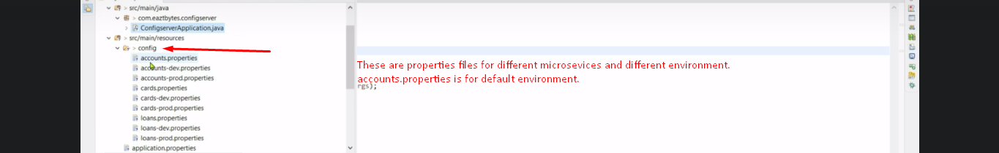 src/main/java
com.eaztbytes.configserver
ConfigserverApplication.java
src/main/resources
config
accounts.properties
accounts-dev.properties
accounts-prod.properties
cards.properties
cards-dev.properties
cards-prod.properties
loans.properties
loans-dev.properties
loans-prod.properties
application.properties
These are properties files for different microsevices and different environment.
accounts.properties is for default environment.
rgs);